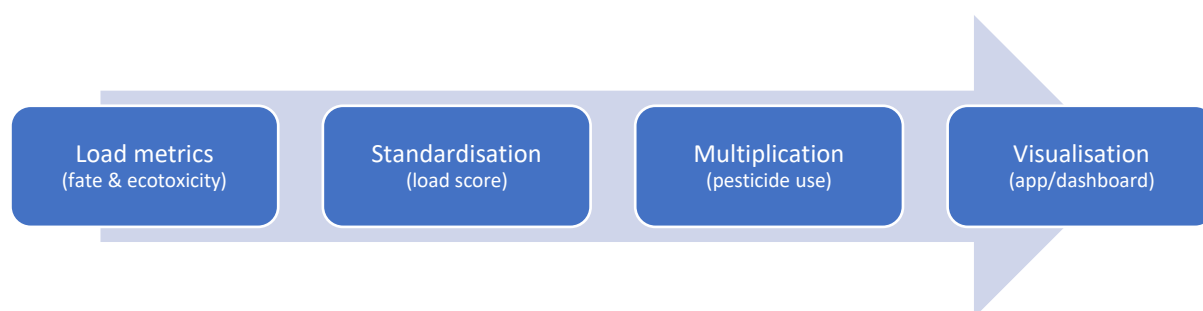 Load metrics
(fate & ecotoxicity)
Standardisation
(load score)
Multiplication
(pesticide use)
Visualisation
(app/dashboard)